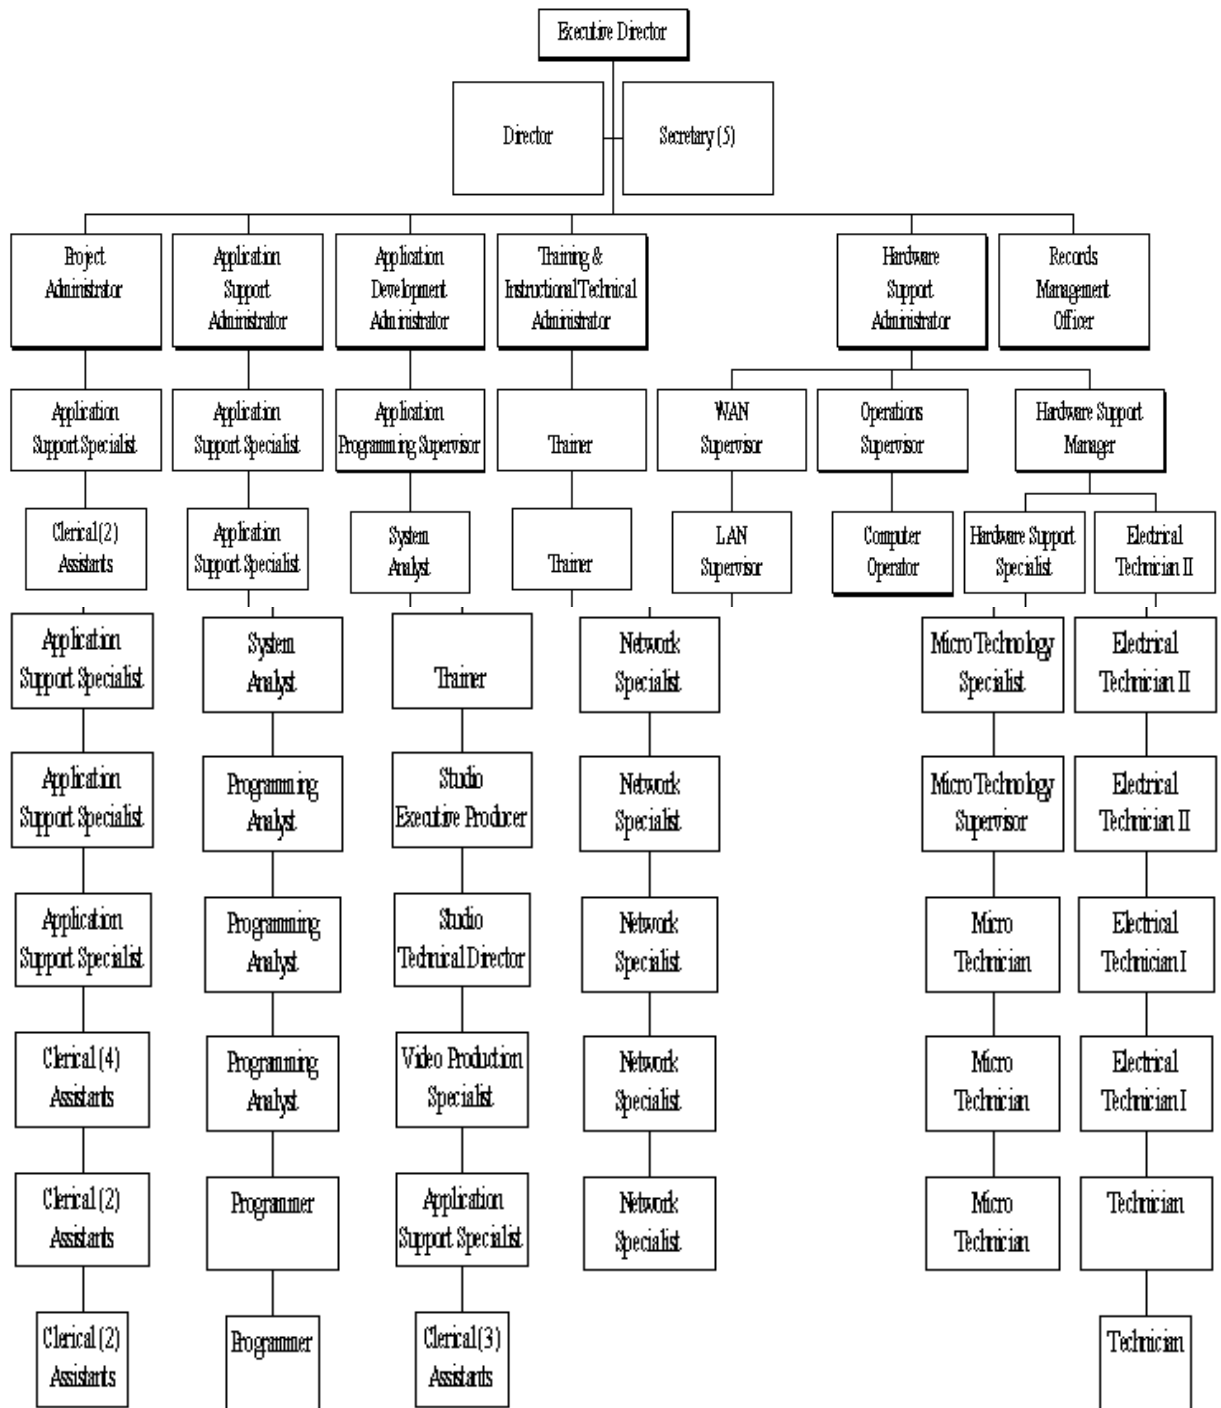 Executive Director
Director
Secretary (5)
Project
Administrator
Application
Support
Administrator
Application
Development
Administrator
Training &
Instructional Technical
Administrator
Hardware
Support
Administrator
Records
Management
Officer
Application
Support Specialist
Application
Support Specialist
Application
Programming Supervisor
Trainer
WAN
Supervisor
Operations
Supervisor
Hardware Support
Manager
Clerical (2)
Assistants
Application
Support Specialist
System
Analyst
Trainer
LAN
Supervisor
Computer
Operator
Hardware Support
Specialist
Electrical
Technician II
Application
Support Specialist
System
Analyst
Trainer
Network
Specialist
Micro Technology
Specialist
Electrical
Technician II
Application
Support Specialist
Programming
Analyst
Studio
Executive Producer
Network
Specialist
Micro Technology
Supervisor
Electrical
Technician II
Application
Support Specialist
Programming
Analyst
Studio
Technical Director
Network
Specialist
Micro
Technician
Electrical
Technician I
Clerical (4)
Assistants
Programming
Analyst
Video Production
Specialist
Network
Specialist
Micro
Technician
Electrical
Technician I
Clerical (2)
Assistants
Programmer
Application
Support Specialist
Network
Specialist
Micro
Technician
Technician
Clerical (2)
Assistants
Programmer
Clerical (3)
Assistants
Technician